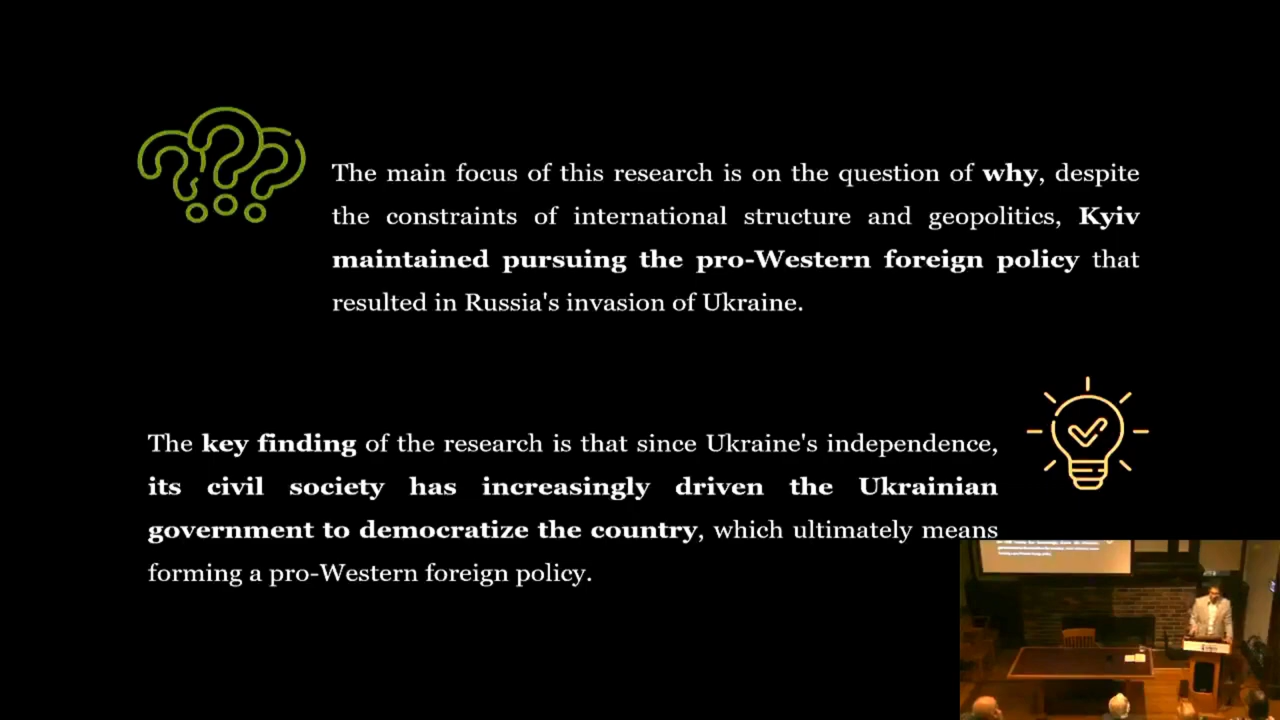 The main focus of this research is on the question of why, despite
the constraints of international structure and geopolitics, Kyiv
maintained pursuing the pro-Western foreign policy that
resulted in Russia's invasion of Ukraine.
The key finding of the research is that since Ukraine's independence,
its civil society has increasingly driven the Ukrainian
government to democratize the country, which ultimately means
forming a pro-Western foreign policy.